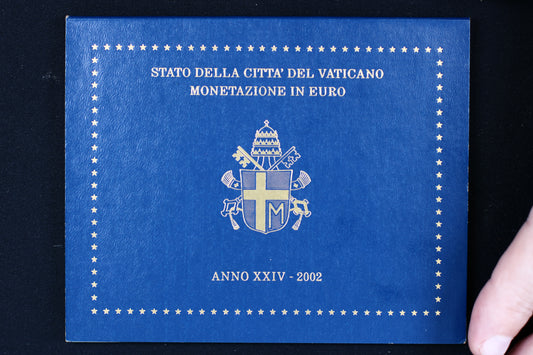 STATO DELLA CITTA' DEL VATICANO
MONETAZIONE IN EURO
M
ANNO XXIV - 2002